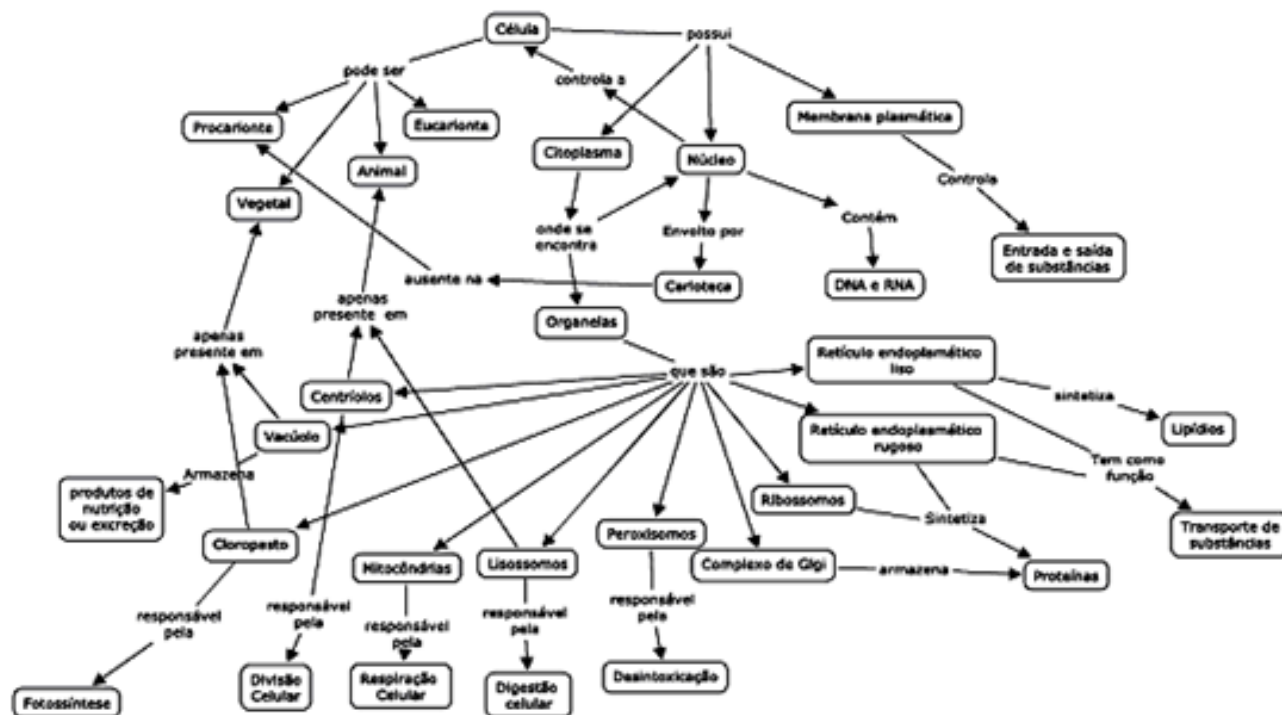 Célula
possui
pode ser
controla a
Procarionte
Eucarionte
Membrana plasmática
Citoplasma
Núcleo
Animal
Vegetal
Controla
onde se
encontra
Envolto por
Contém
Entrada e saída
de substâncias
ausente na
Carioteca
DNA e RNA
apenas
presente em
Organelas
apenas
presente em
que são
Retículo endoplamático
liso
Centríolos
sintetiza
Vacúolo
Retículo endoplamático
rugoso
Lipídios
Armazena
Tem como
função
produtos de
nutrição
ou excreção
Ribossomos
Sintetiza
Transporte de
substâncias
Cloropasto
Peroxisomos
Mitocôndrias
Lisossomos
Complexo de Glgi
armazena
Proteínas
responsável
pela
responsável
pela
responsável
pela
responsável
pela
responsável
pela
Fotossíntese
Divisão
Celular
Respiração
Celular
Digestão
celular
Desintoxicação